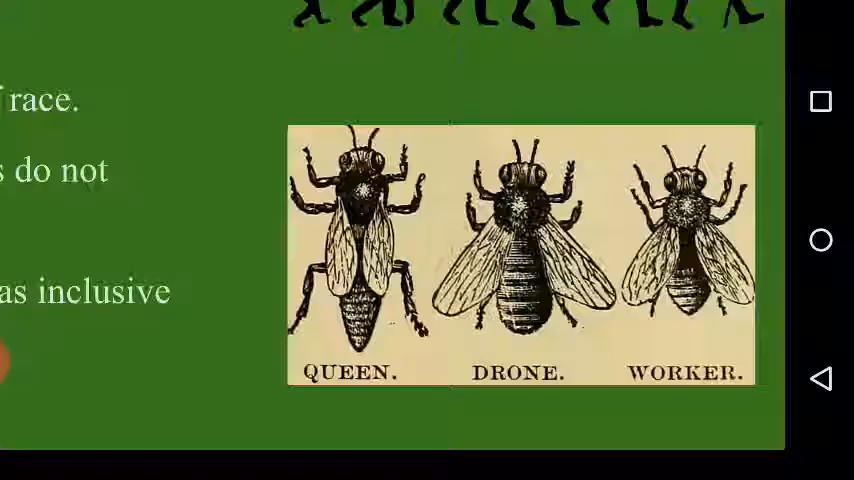 race.
s do not
as inclusive
QUEEN. DRONE. WORKER.